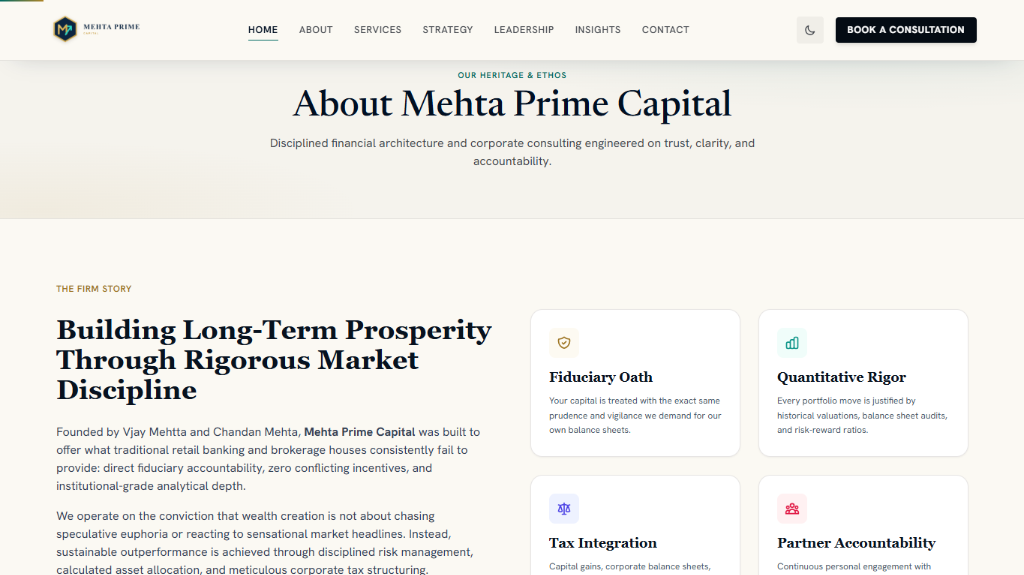 MEHTA PRIME
HOME
ABOUT
SERVICES
STRATEGY
LEADERSHIP
INSIGHTS
CONTACT
BOOK A CONSULTATION
OUR HERITAGE & ETHOS
About Mehta Prime Capital
Disciplined financial architecture and corporate consulting engineered on trust, clarity, and
accountability.
THE FIRM STORY
Building Long-Term Prosperity
Through Rigorous Market
Discipline
Founded by Vjay Mehtta and Chandan Mehta, Mehta Prime Capital was built to
offer what traditional retail banking and brokerage houses consistently fail to
provide: direct fiduciary accountability, zero conflicting incentives, and
institutional-grade analytical depth.
We operate on the conviction that wealth creation is not about chasing
speculative euphoria or reacting to sensational market headlines. Instead,
sustainable outperformance is achieved through disciplined risk management,
calculated asset allocation, and meticulous corporate tax structuring.
Fiduciary Oath
Your capital is treated with the exact same
prudence and vigilance we demand for our
own balance sheets.
Quantitative Rigor
Every portfolio move is justified by
historical valuations, balance sheet audits,
and risk-reward ratios.
Tax Integration
Capital gains, corporate balance sheets,
Partner Accountability
Personal engagement with